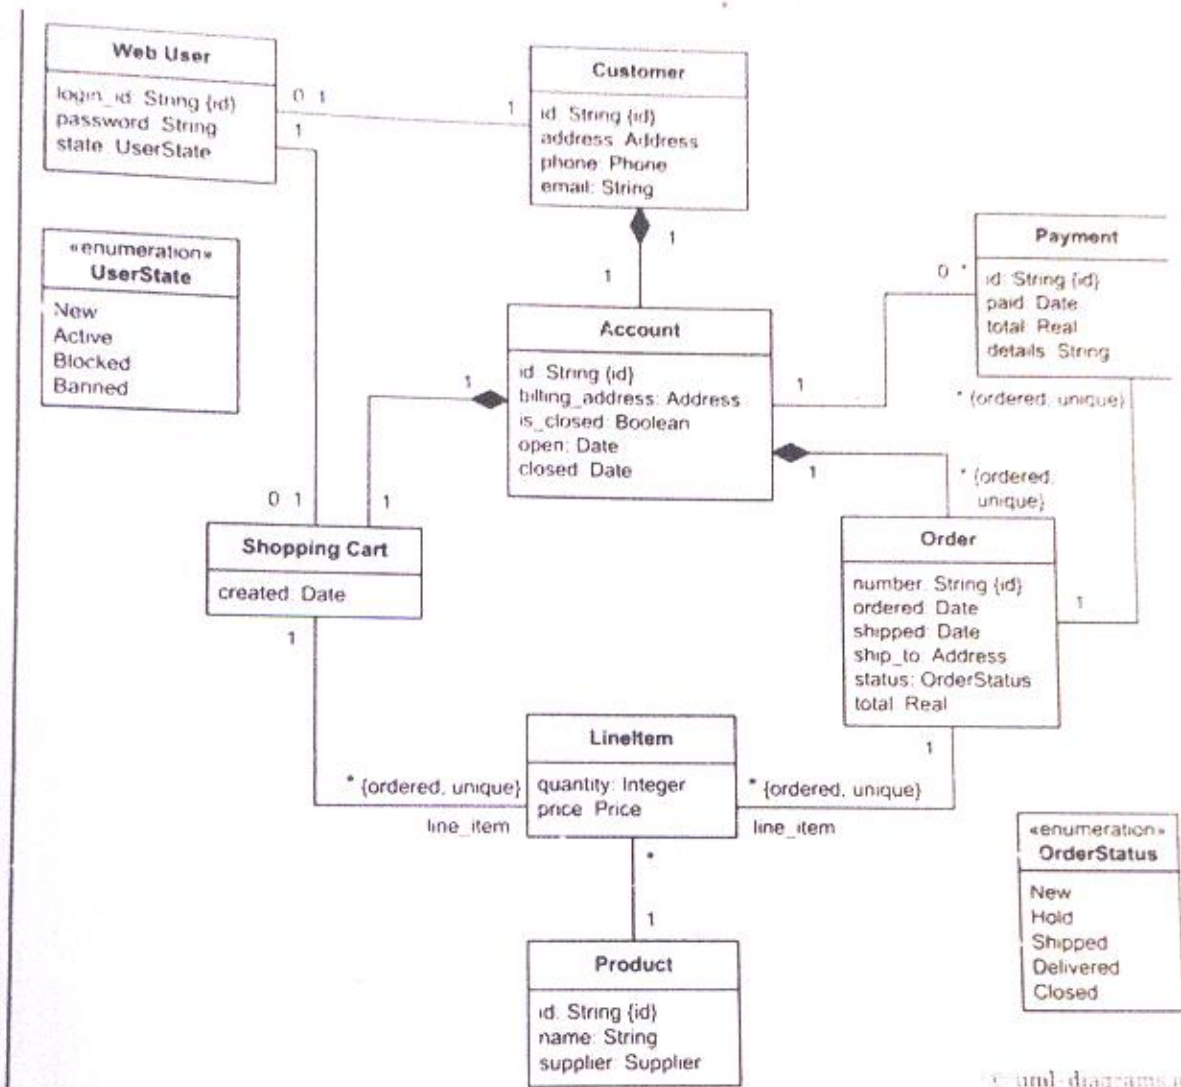 Web User
login_id: String {id}
password: String
state: UserState
0 1
1
1
Customer
id: String {id}
address: Address
phone: Phone
email: String
1
1
«enumeration»
UserState
New
Active
Blocked
Banned
Payment
id: String {id}
paid: Date
total: Real
details: String
0 *
1
* {ordered, unique}
Account
id: String {id}
billing_address: Address
is_closed: Boolean
open: Date
closed: Date
1
1
* {ordered,
unique}
0 1
1
Shopping Cart
created: Date
1
Order
number: String {id}
ordered: Date
shipped: Date
ship_to: Address
status: OrderStatus
total: Real
1
1
LineItem
quantity: Integer
price: Price
* {ordered, unique}
line_item
* {ordered, unique}
line_item
*
1
Product
id: String {id}
name: String
supplier: Supplier
«enumeration»
OrderStatus
New
Hold
Shipped
Delivered
Closed